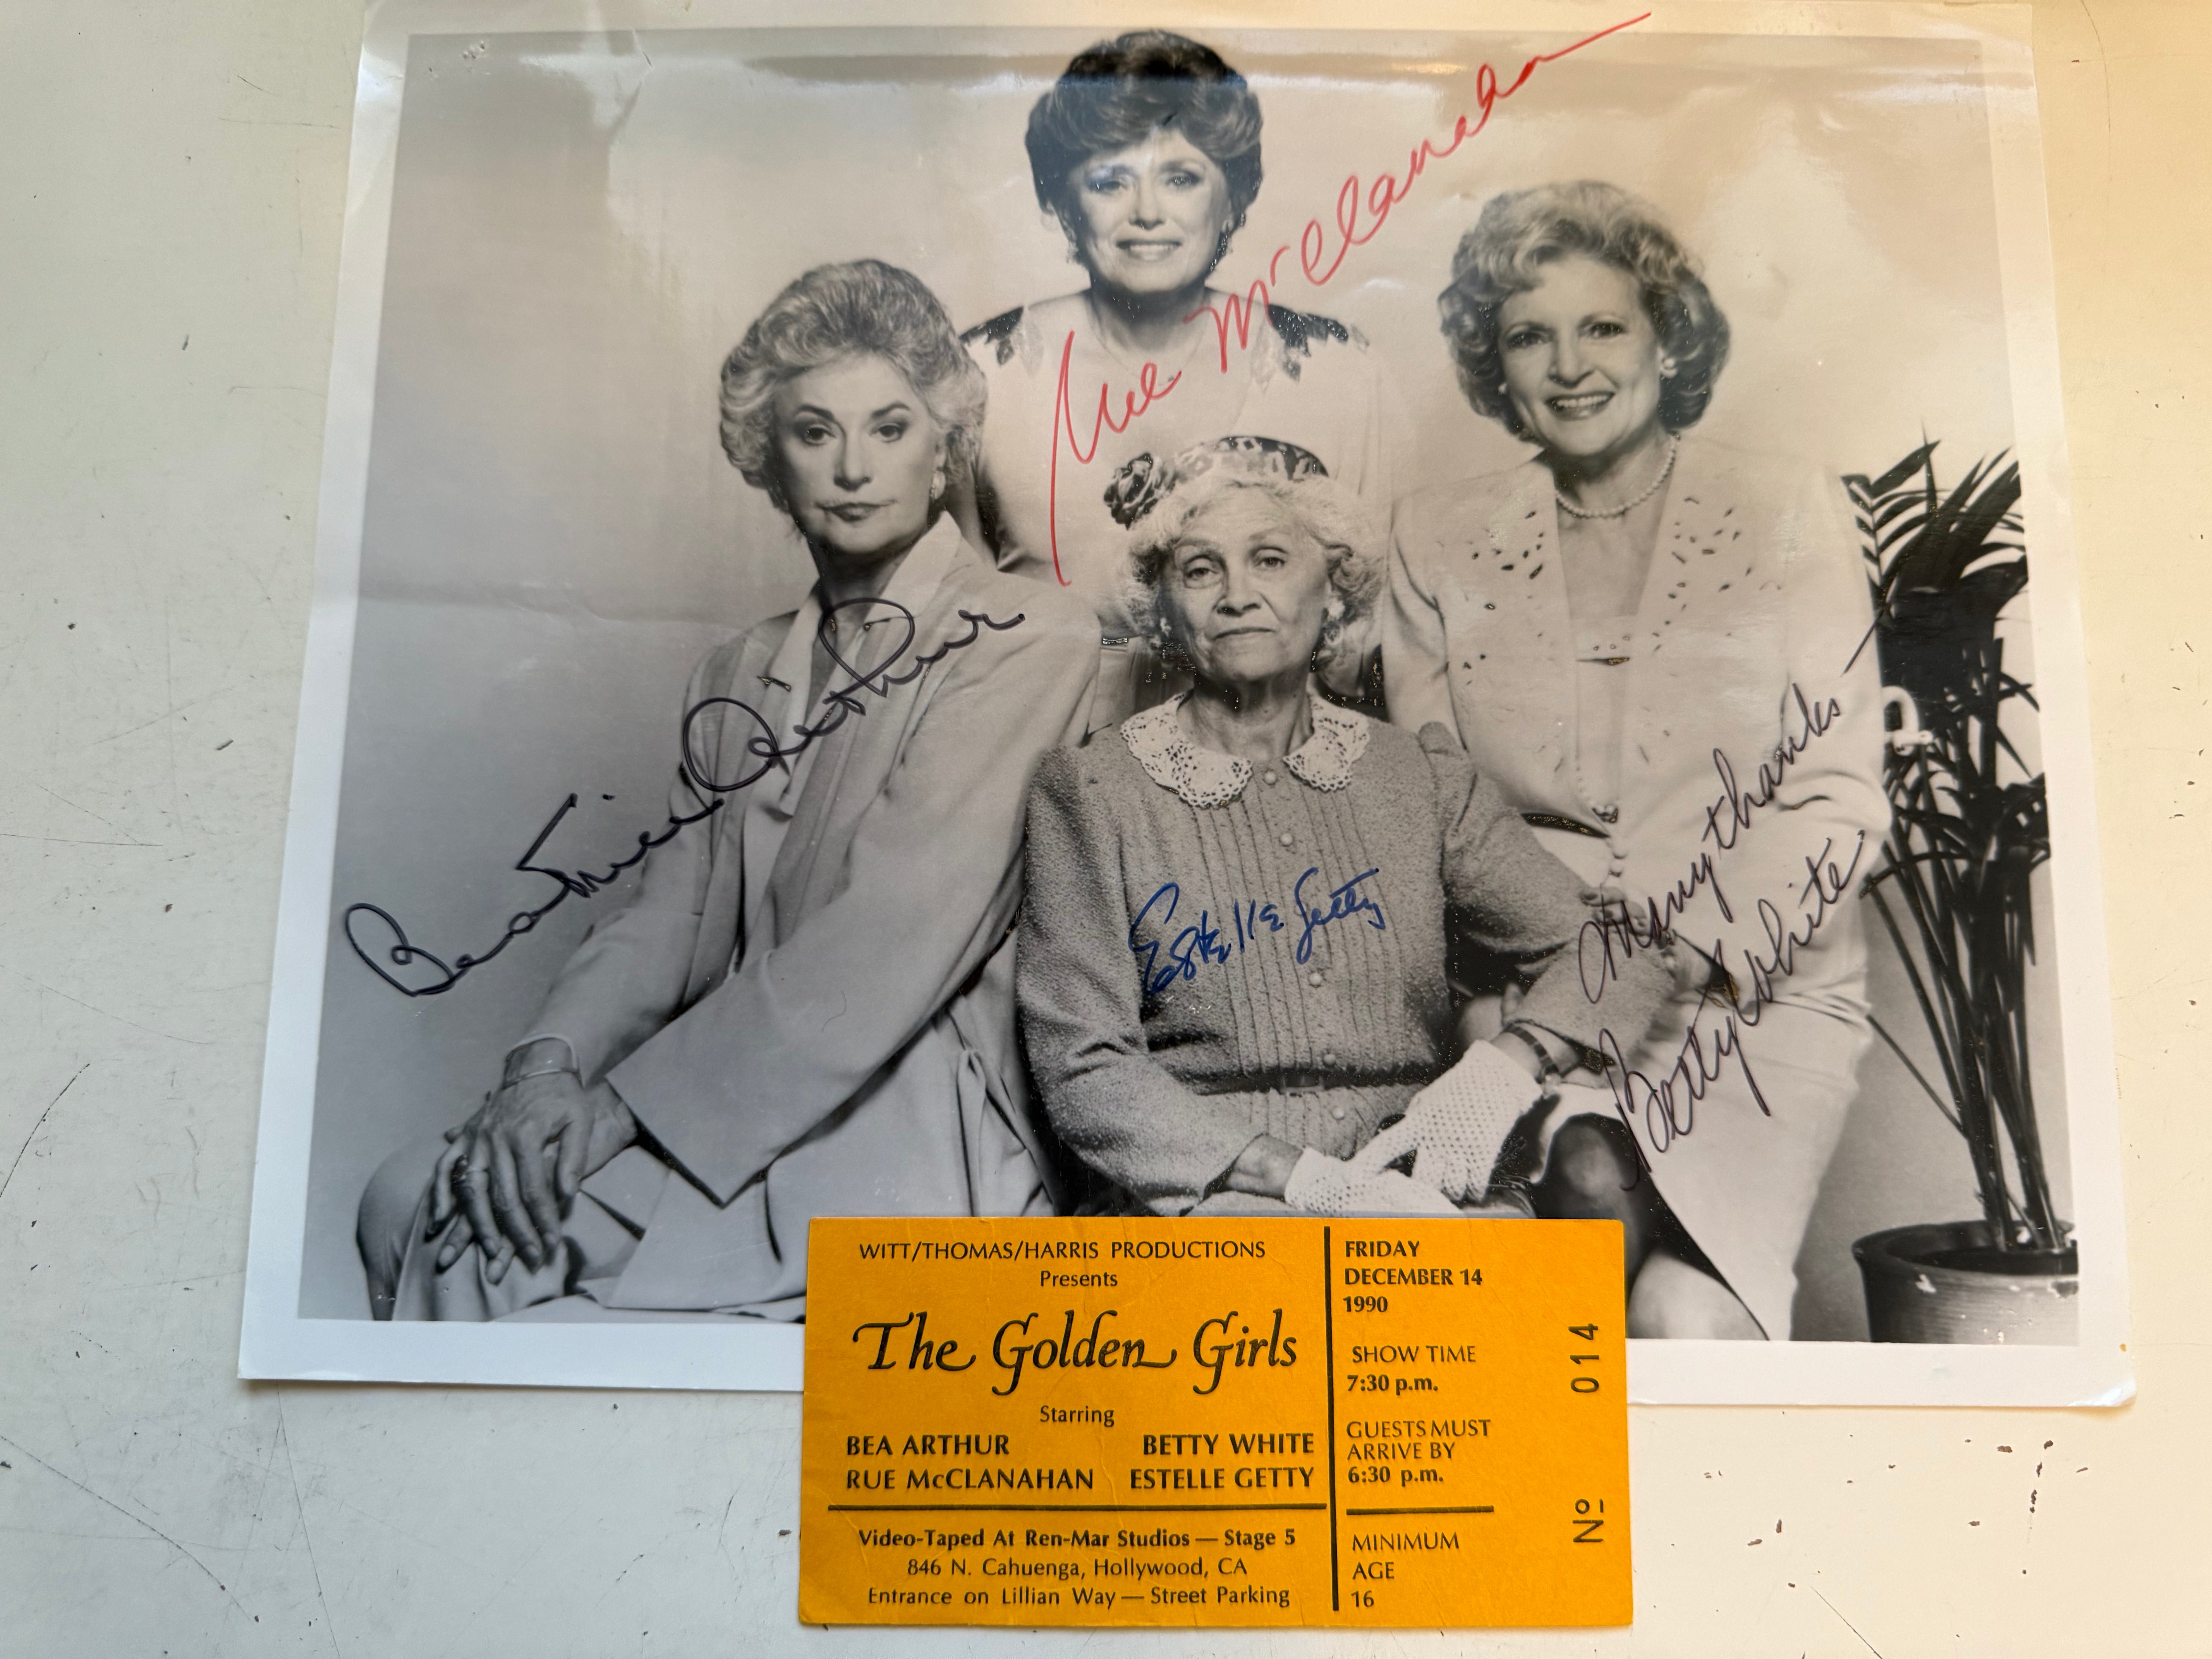 Rue McClanahan
Beatrice Arthur
Estelle Getty
Many thanks —
Betty White
WITT/THOMAS/HARRIS PRODUCTIONS
Presents
The Golden Girls
Starring
BEA ARTHUR BETTY WHITE
RUE McCLANAHAN ESTELLE GETTY
Video-Taped At Ren-Mar Studios — Stage 5
846 N. Cahuenga, Hollywood, CA
Entrance on Lillian Way — Street Parking
FRIDAY
DECEMBER 14
1990
SHOW TIME
7:30 p.m.
GUESTS MUST
ARRIVE BY
6:30 p.m.
MINIMUM
AGE
16
Nº 014